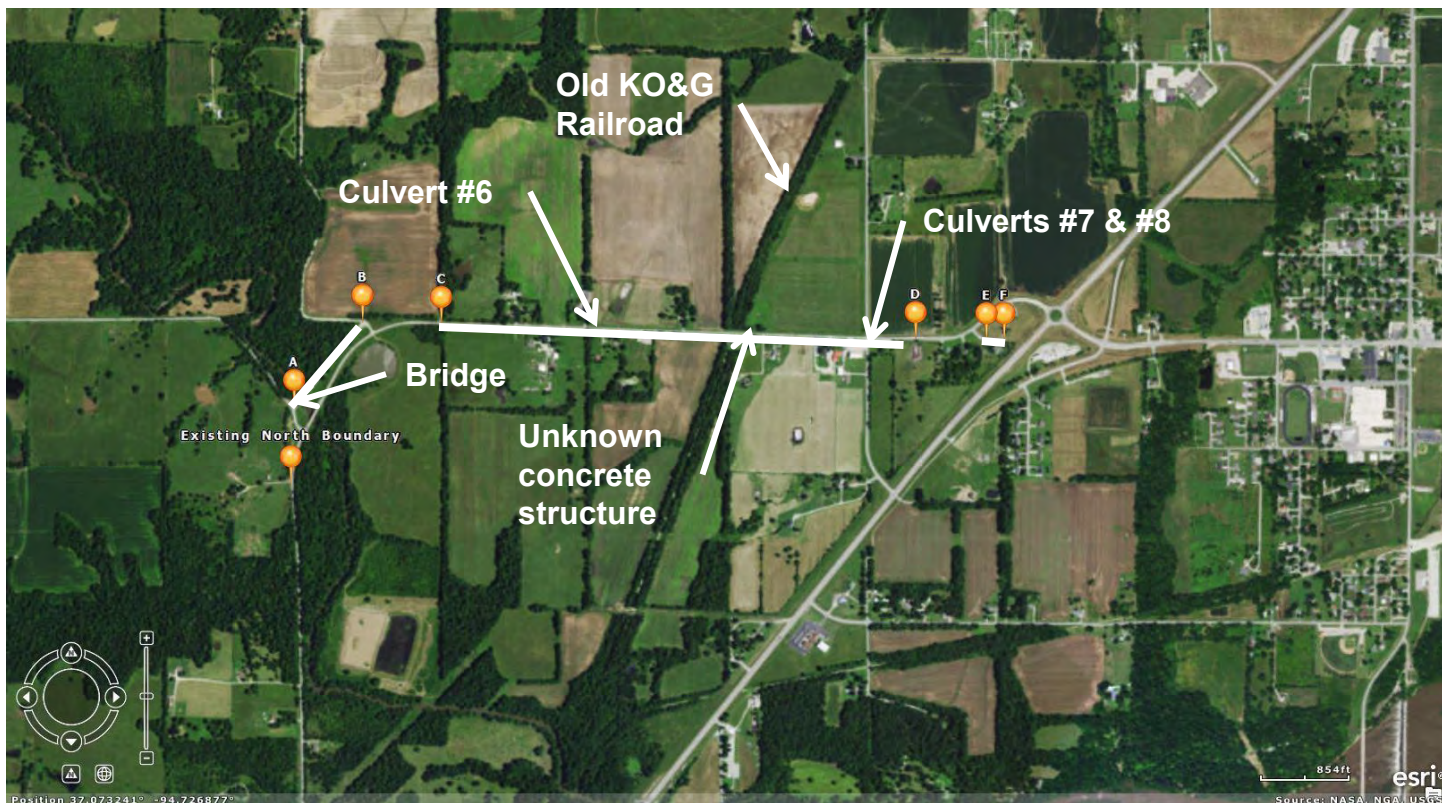 Old KO&G
Railroad
Culvert #6
Culverts #7 & #8
B
C
D
E
F
A
Bridge
Existing North Boundary
Unknown
concrete
structure
854ft
esri
Position 37.073241° -94.726877°
Source: NASA, NGA, USGS